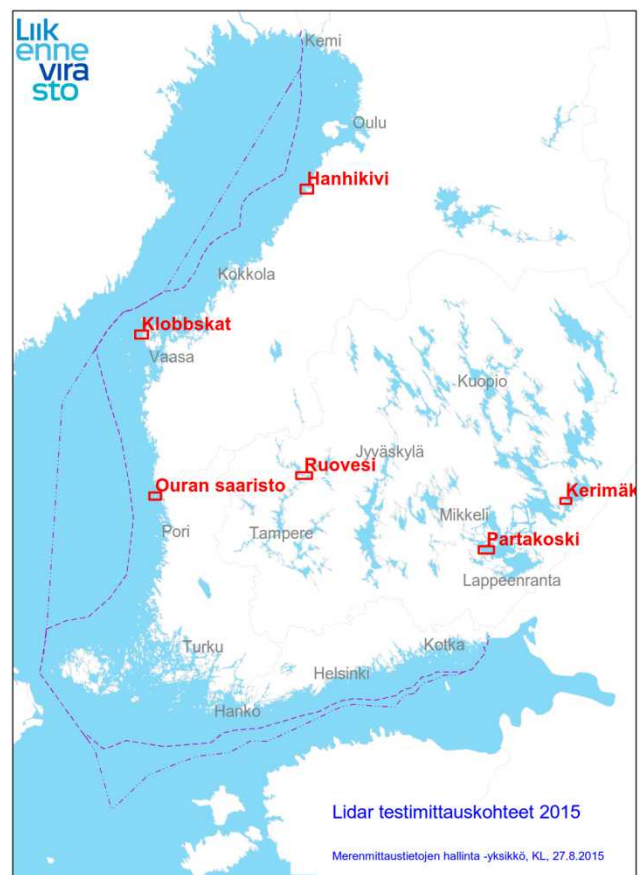 Liik
enne
vira
sto
Kemi
Oulu
Hanhikivi
Kokkola
Klobbskat
Vaasa
Kuopio
Jyväskylä
Ruovesi
Ouran saaristo
Kerimäk
Mikkeli
Pori
Tampere
Partakoski
Lappeenranta
Turku
Kotka
Helsinki
Hanko
Lidar testimittauskohteet 2015
Merenmittaustietojen hallinta -yksikkö, KL, 27.8.2015